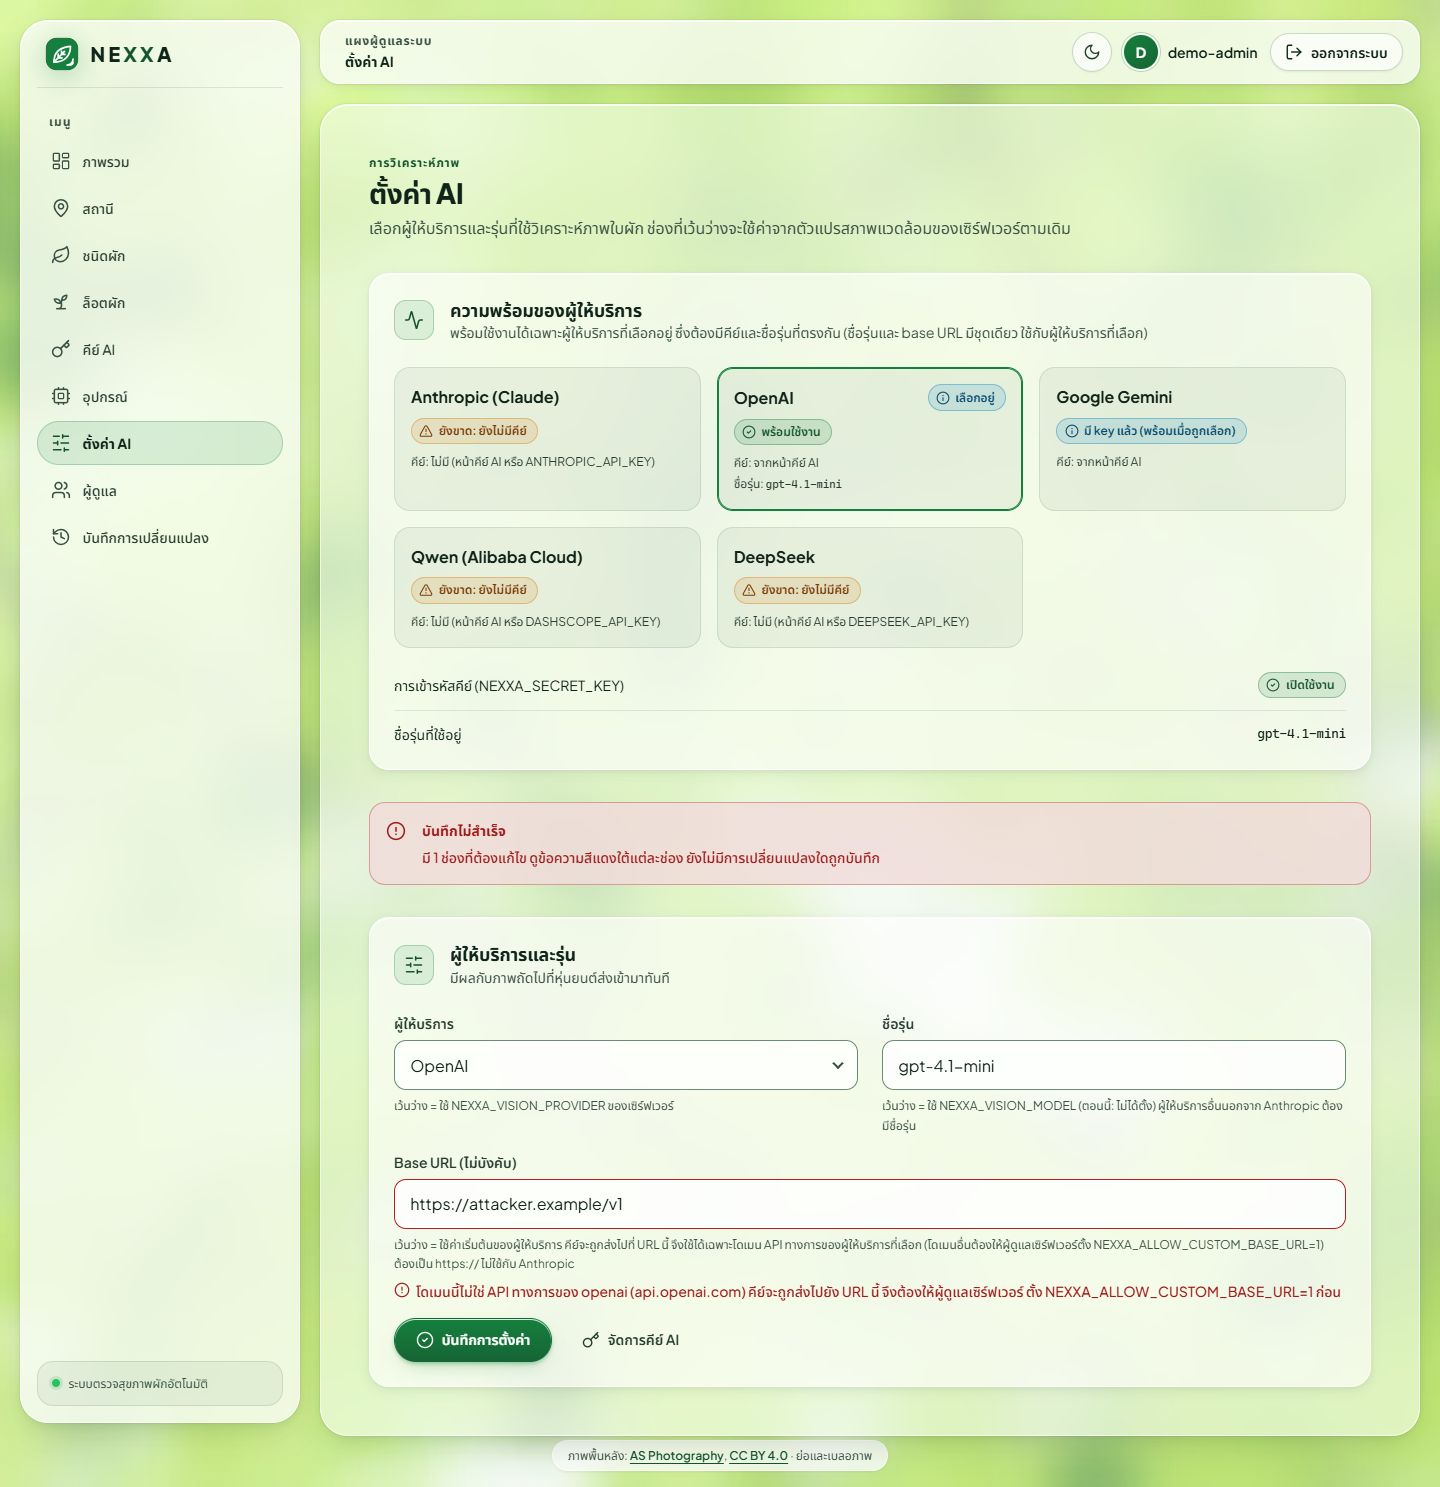 NEXXA
เมนู
ภาพรวม
สถานี
ชนิดผัก
ล็อตผัก
คีย์ AI
อุปกรณ์
ตั้งค่า AI
ผู้ดูแล
บันทึกการเปลี่ยนแปลง
ระบบตรวจสุขภาพผักอัตโนมัติ
แผงผู้ดูแลระบบ
ตั้งค่า AI
D demo-admin ออกจากระบบ
การวิเคราะห์ภาพ
ตั้งค่า AI
เลือกผู้ให้บริการและรุ่นที่ใช้วิเคราะห์ภาพใบผัก ช่องที่เว้นว่างจะใช้ค่าจากตัวแปรสภาพแวดล้อมของเซิร์ฟเวอร์ตามเดิม
ความพร้อมของผู้ให้บริการ
พร้อมใช้งานได้เฉพาะผู้ให้บริการที่เลือกอยู่ ซึ่งต้องมีคีย์และชื่อรุ่นที่ตรงกัน (ชื่อรุ่นและ base URL มีชุดเดียว ใช้กับผู้ให้บริการที่เลือก)
Anthropic (Claude)
ยังขาด: ยังไม่มีคีย์
คีย์: ไม่มี (หน้าคีย์ AI หรือ ANTHROPIC_API_KEY)
OpenAI เลือกอยู่
พร้อมใช้งาน
คีย์: จากหน้าคีย์ AI
ชื่อรุ่น: gpt-4.1-mini
Google Gemini
มี key แล้ว (พร้อมเมื่อถูกเลือก)
คีย์: จากหน้าคีย์ AI
Qwen (Alibaba Cloud)
ยังขาด: ยังไม่มีคีย์
คีย์: ไม่มี (หน้าคีย์ AI หรือ DASHSCOPE_API_KEY)
DeepSeek
ยังขาด: ยังไม่มีคีย์
คีย์: ไม่มี (หน้าคีย์ AI หรือ DEEPSEEK_API_KEY)
การเข้ารหัสคีย์ (NEXXA_SECRET_KEY) เปิดใช้งาน
ชื่อรุ่นที่ใช้อยู่ gpt-4.1-mini
บันทึกไม่สำเร็จ
มี 1 ช่องที่ต้องแก้ไข ดูข้อความสีแดงใต้แต่ละช่อง ยังไม่มีการเปลี่ยนแปลงใดถูกบันทึก
ผู้ให้บริการและรุ่น
มีผลกับภาพถัดไปที่หุ่นยนต์ส่งเข้ามาทันที
ผู้ให้บริการ
OpenAI
เว้นว่าง = ใช้ NEXXA_VISION_PROVIDER ของเซิร์ฟเวอร์
ชื่อรุ่น
gpt-4.1-mini
เว้นว่าง = ใช้ NEXXA_VISION_MODEL (ตอนนี้: ไม่ได้ตั้ง) ผู้ให้บริการอื่นนอกจาก Anthropic ต้อง
มีชื่อรุ่น
Base URL (ไม่บังคับ)
https://attacker.example/v1
เว้นว่าง = ใช้ค่าเริ่มต้นของผู้ให้บริการ คีย์จะถูกส่งไปที่ URL นี้ จึงใช้ได้เฉพาะโดเมน API ทางการของผู้ให้บริการที่เลือก (โดเมนอื่นต้องให้ผู้ดูแลเซิร์ฟเวอร์ตั้ง NEXXA_ALLOW_CUSTOM_BASE_URL=1)
ต้องเป็น https:// ไม่ใช้กับ Anthropic
โดเมนนี้ไม่ใช่ API ทางการของ openai (api.openai.com) คีย์จะถูกส่งไปยัง URL นี้ จึงต้องให้ผู้ดูแลเซิร์ฟเวอร์ ตั้ง NEXXA_ALLOW_CUSTOM_BASE_URL=1 ก่อน
บันทึกการตั้งค่า จัดการคีย์ AI
ภาพพื้นหลัง: AS Photography, CC BY 4.0 · ย่อและเบลอภาพ